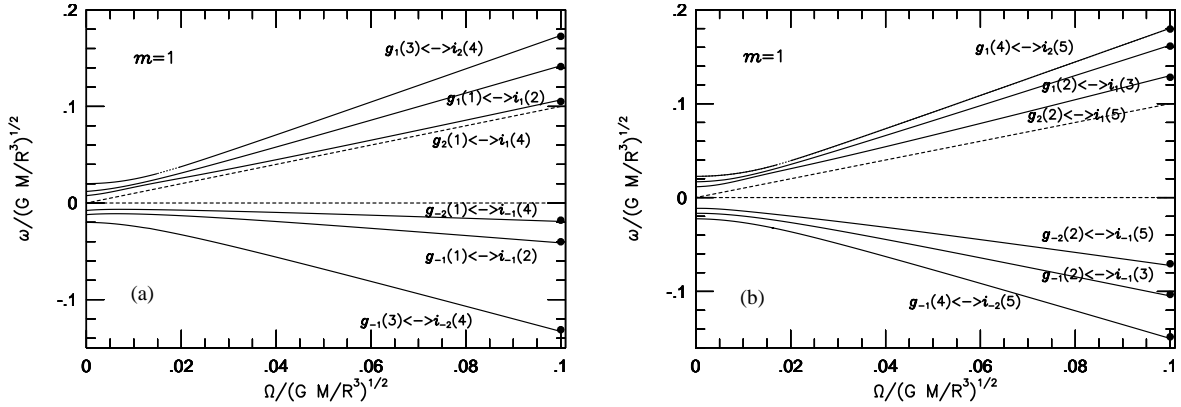 .2
m=1
g₁(3)<->i₂(4)
g₁(1)<->i₁(2)
.1
g₂(1)<->i₁(4)
0
g₋₂(1)<->i₋₁(4)
g₋₁(1)<->i₋₁(2)
-.1
(a)
g₋₁(3)<->i₋₂(4)
0
.02
.04
.06
.08
.1
ω/(G M/R³)^1/2
Ω/(G M/R³)^1/2
.2
m=1
g₁(4)<->i₂(5)
g₁(2)<->i₁(3)
.1
g₂(2)<->i₁(5)
0
g₋₂(2)<->i₋₁(5)
g₋₁(2)<->i₋₁(3)
-.1
(b)
g₋₁(4)<->i₋₂(5)
0
.02
.04
.06
.08
.1
ω/(G M/R³)^1/2
Ω/(G M/R³)^1/2